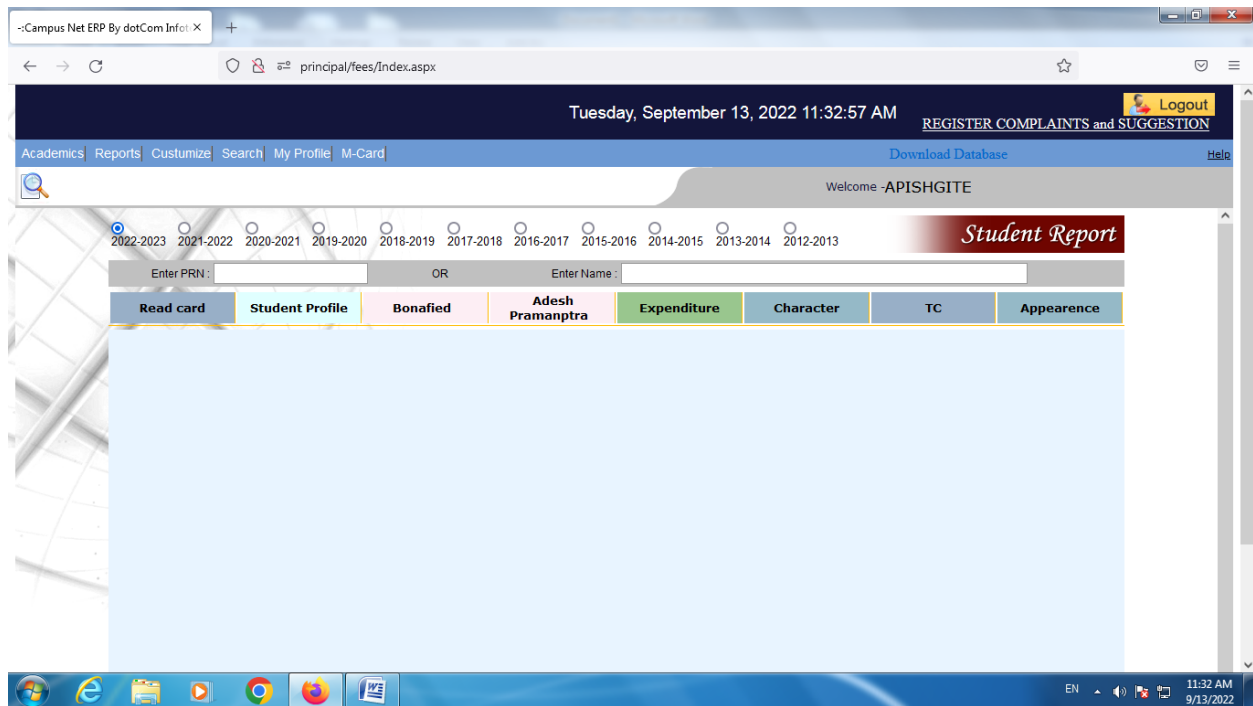 -:Campus Net ERP By dotCom Infot
principal/fees/Index.aspx
Tuesday, September 13, 2022 11:32:57 AM
Logout
REGISTER COMPLAINTS and SUGGESTION
Academics Reports Custumize Search My Profile M-Card Download Database Help
Welcome -APISHGITE
2022-2023 2021-2022 2020-2021 2019-2020 2018-2019 2017-2018 2016-2017 2015-2016 2014-2015 2013-2014 2012-2013
Student Report
Enter PRN : OR Enter Name :
Read card Student Profile Bonafied Adesh Pramanptra Expenditure Character TC Appearence
EN 11:32 AM
9/13/2022